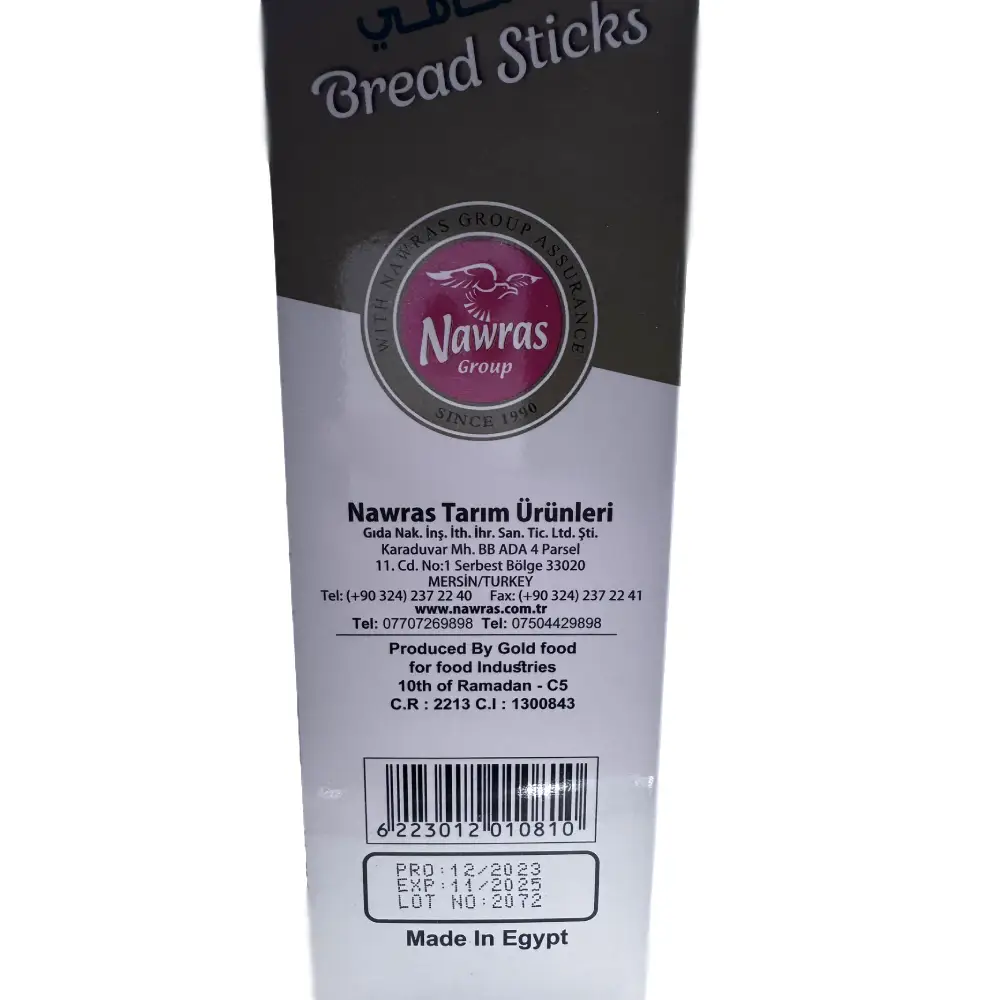 Bread Sticks
WITH NAWRAS GROUP ASSURANCE
Nawras
Group
SINCE 1990
Nawras Tarım Ürünleri
Gıda Nak. İnş. İth. İhr. San. Tic. Ltd. Şti.
Karaduvar Mh. BB ADA 4 Parsel
11. Cd. No:1 Serbest Bölge 33020
MERSİN/TURKEY
Tel: (+90 324) 237 22 40 Fax: (+90 324) 237 22 41
www.nawras.com.tr
Tel: 07707269898 Tel: 07504429898
Produced By Gold food
for food Industries
10th of Ramadan - C5
C.R : 2213 C.I : 1300843
6 223012 010810
PRO:12/2023
EXP:11/2025
LOT NO:2072
Made In Egypt